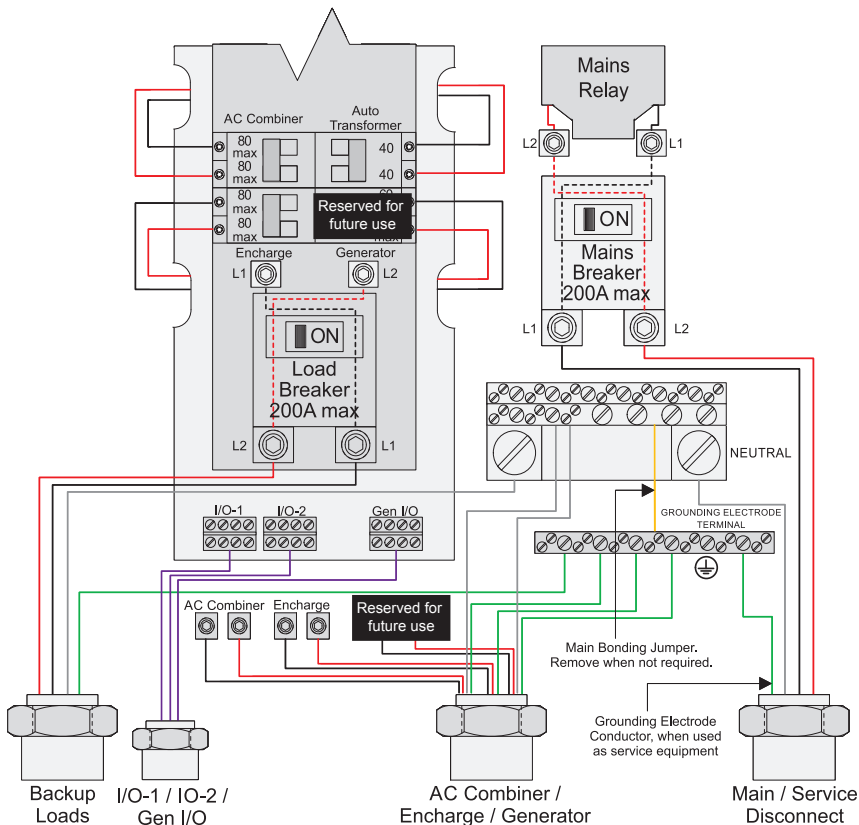 AC Combiner
Auto
Transformer
80
max
80
max
40
40
80
max
80
max
Reserved for
future use
Encharge
Generator
L1
L2
ON
Load
Breaker
200A max
L2
L1
Mains
Relay
L2
L1
ON
Mains
Breaker
200A max
L1
L2
NEUTRAL
GROUNDING ELECTRODE
TERMINAL
I/O-1
I/O-2
Gen I/O
AC Combiner
Encharge
Reserved for
future use
Main Bonding Jumper.
Remove when not required.
Grounding Electrode
Conductor, when used
as service equipment
Backup
Loads
I/O-1 / IO-2 /
Gen I/O
AC Combiner /
Encharge / Generator
Main / Service
Disconnect